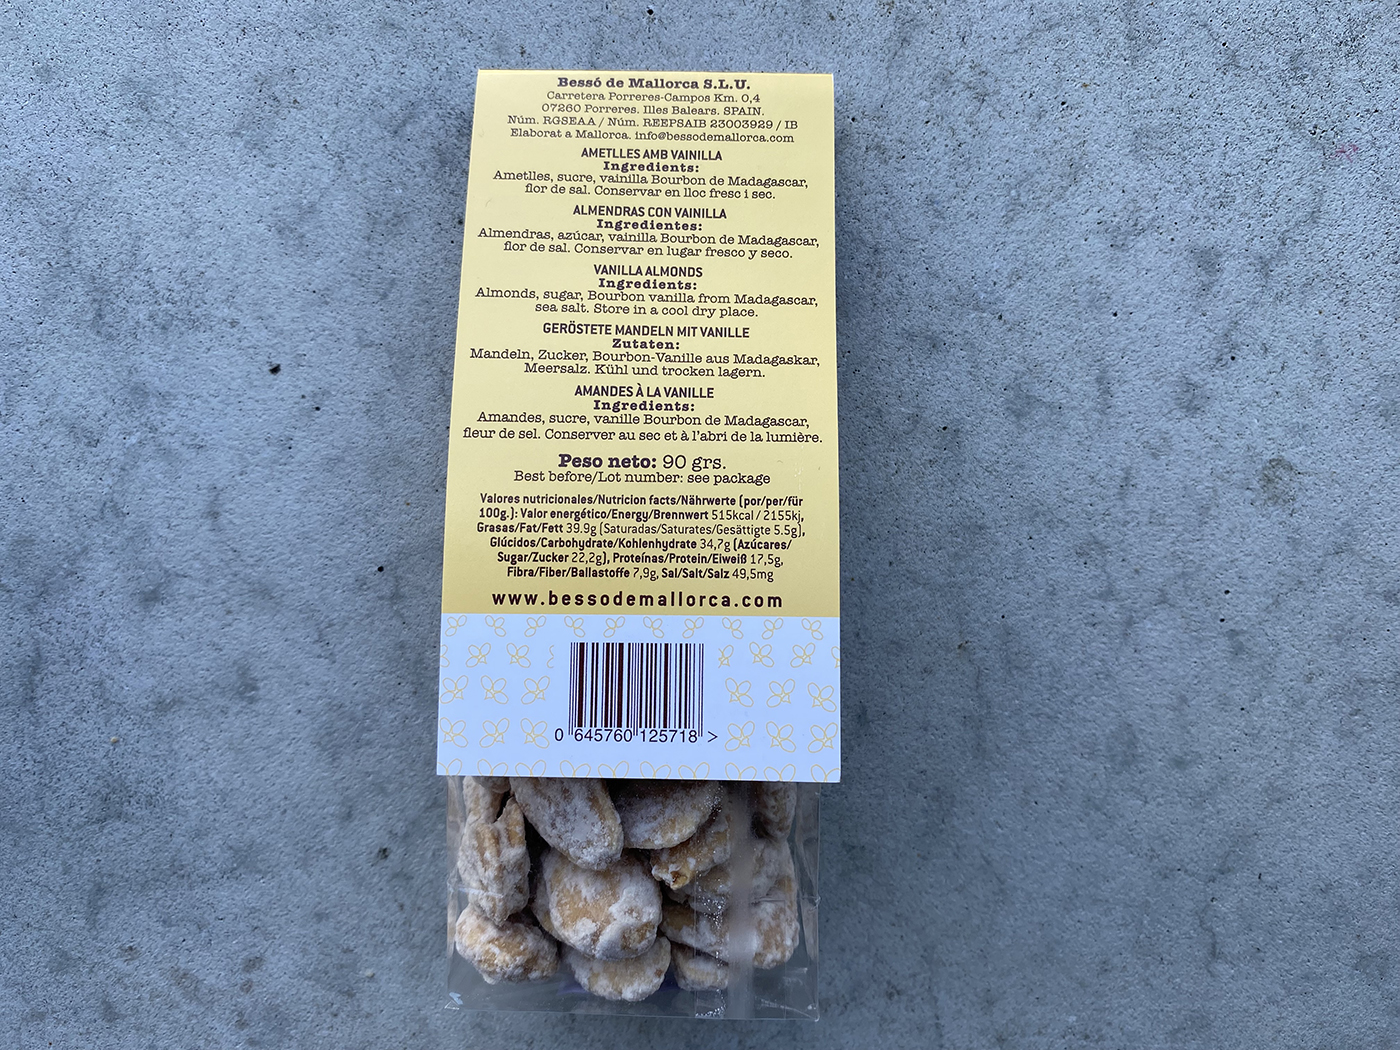 Bessó de Mallorca S.L.U.
Carretera Porreres-Campos Km. 0,4
07260 Porreres. Illes Balears. SPAIN.
Núm. RGSEAA / Núm. REEPSAIB 23003929 / IB
Elaborat a Mallorca. info@bessodemallorca.com
AMETLLES AMB VAINILLA
Ingredients:
Ametlles, sucre, vainilla Bourbon de Madagascar,
flor de sal. Conservar en lloc fresc i sec.
ALMENDRAS CON VAINILLA
Ingredientes:
Almendras, azúcar, vainilla Bourbon de Madagascar,
flor de sal. Conservar en lugar fresco y seco.
VANILLA ALMONDS
Ingredients:
Almonds, sugar, Bourbon vanilla from Madagascar,
sea salt. Store in a cool dry place.
GERÖSTETE MANDELN MIT VANILLE
Zutaten:
Mandeln, Zucker, Bourbon-Vanille aus Madagaskar,
Meersalz. Kühl und trocken lagern.
AMANDES À LA VANILLE
Ingredients:
Amandes, sucre, vanille Bourbon de Madagascar,
fleur de sel. Conserver au sec et à l'abri de la lumière.
Peso neto: 90 grs.
Best before/Lot number: see package
Valores nutricionales/Nutricion facts/Nährwerte (por/per/für
100g.): Valor energético/Energy/Brennwert 515kcal / 2155kj,
Grasas/Fat/Fett 39.9g (Saturadas/Saturates/Gesättigte 5.5g),
Glúcidos/Carbohydrate/Kohlenhydrate 34,7g (Azúcares/
Sugar/Zucker 22,2g), Proteínas/Protein/Eiweiß 17,5g,
Fibra/Fiber/Ballastoffe 7,9g, Sal/Salt/Salz 49,5mg
www.bessodemallorca.com
0 645760 125718 >